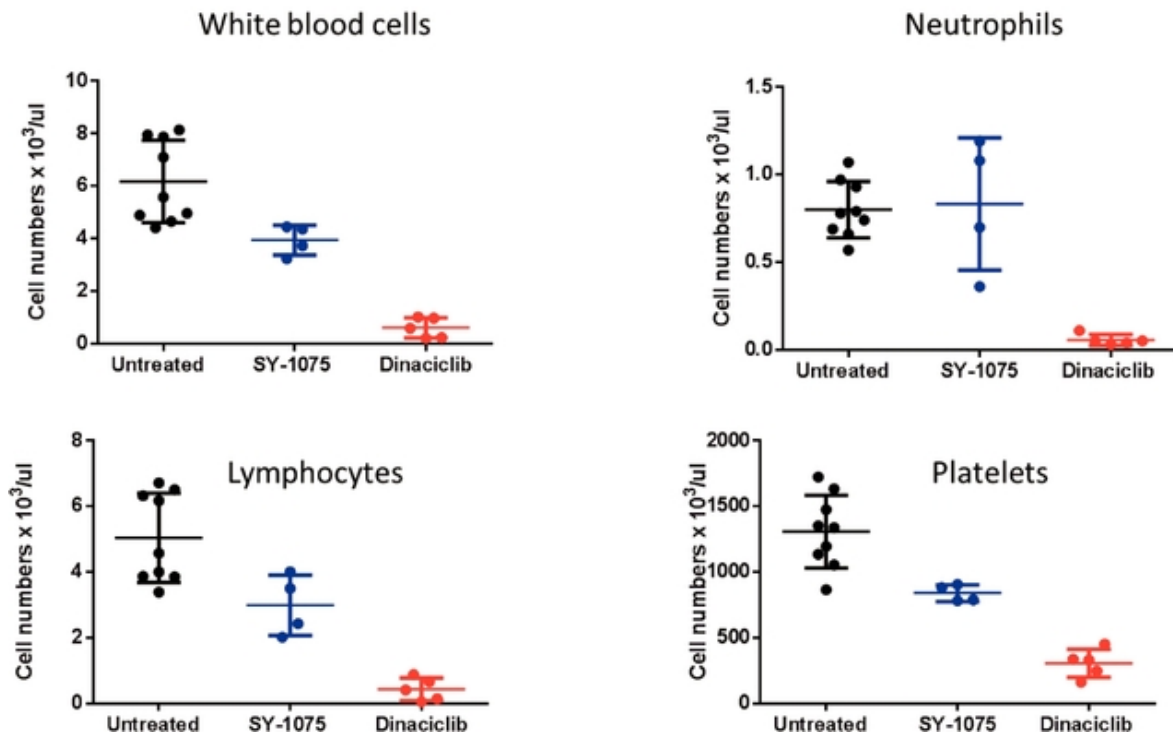 White blood cells
Cell numbers x 10³/ul
10
8
6
4
2
0
Untreated SY-1075 Dinaciclib
Neutrophils
Cell numbers x 10³/ul
1.5
1.0
0.5
0.0
Untreated SY-1075 Dinaciclib
Lymphocytes
Cell numbers x 10³/ul
8
6
4
2
0
Untreated SY-1075 Dinaciclib
Platelets
Cell numbers x 10³/ul
2000
1500
1000
500
0
Untreated SY-1075 Dinaciclib